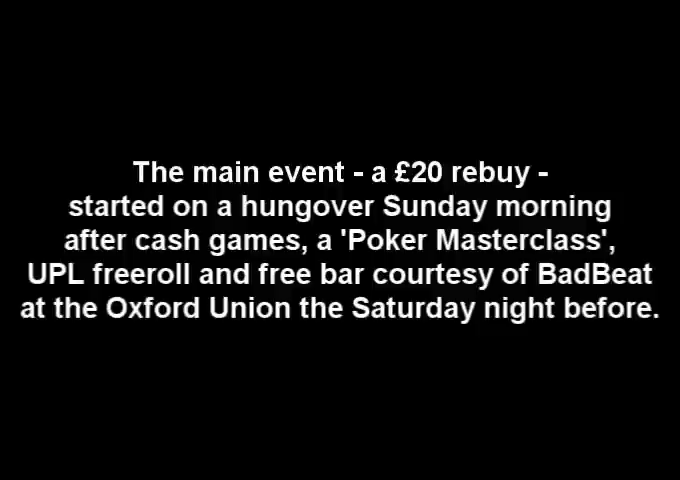 The main event - a £20 rebuy -
started on a hungover Sunday morning
after cash games, a 'Poker Masterclass',
UPL freeroll and free bar courtesy of BadBeat
at the Oxford Union the Saturday night before.